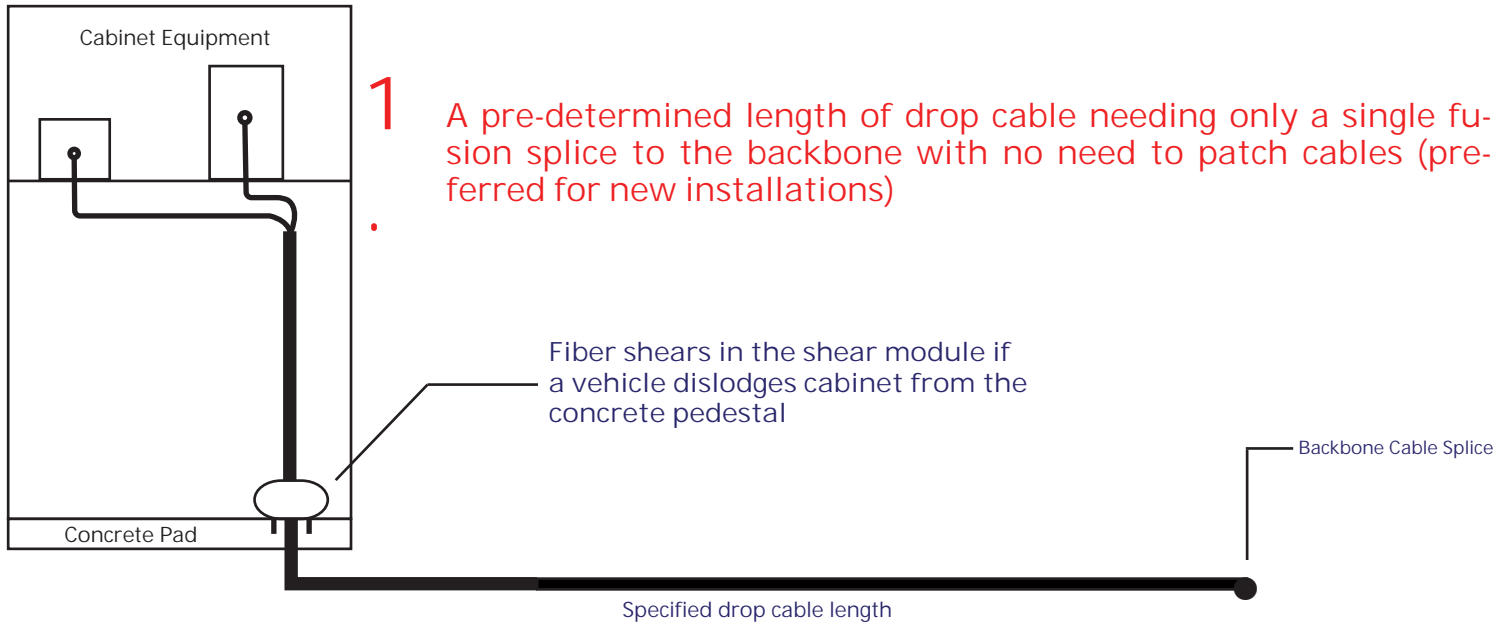 Cabinet Equipment
1
.
A pre-determined length of drop cable needing only a single fu-
sion splice to the backbone with no need to patch cables (pre-
ferred for new installations)
Fiber shears in the shear module if
a vehicle dislodges cabinet from the
concrete pedestal
Backbone Cable Splice
Concrete Pad
Specified drop cable length